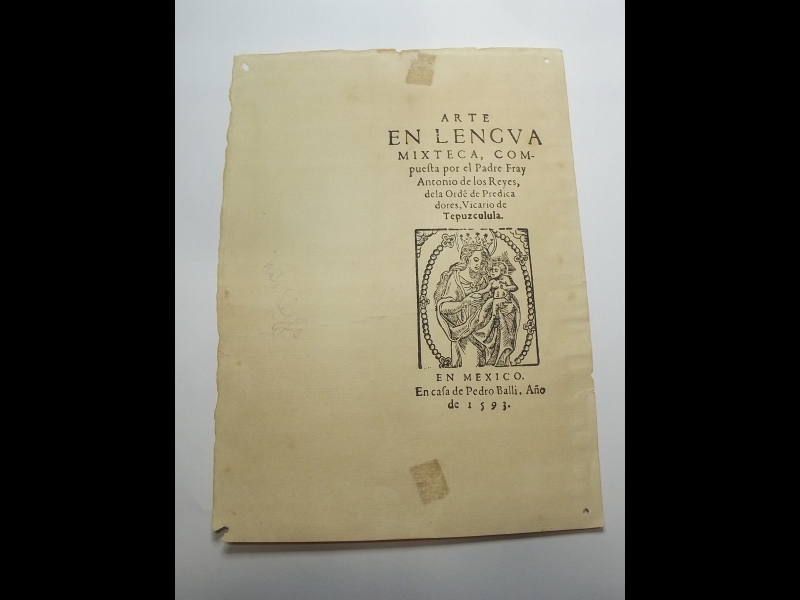 ARTE
EN LENGVA
MIXTECA, COM-
pueſta por el Padre Fray
Antonio de los Reyes,
dela Ordē de Predica
dores, Vicario de
Tepuzculula.
EN MEXICO.
En caſa de Pedro Balli. Año
de 1593.